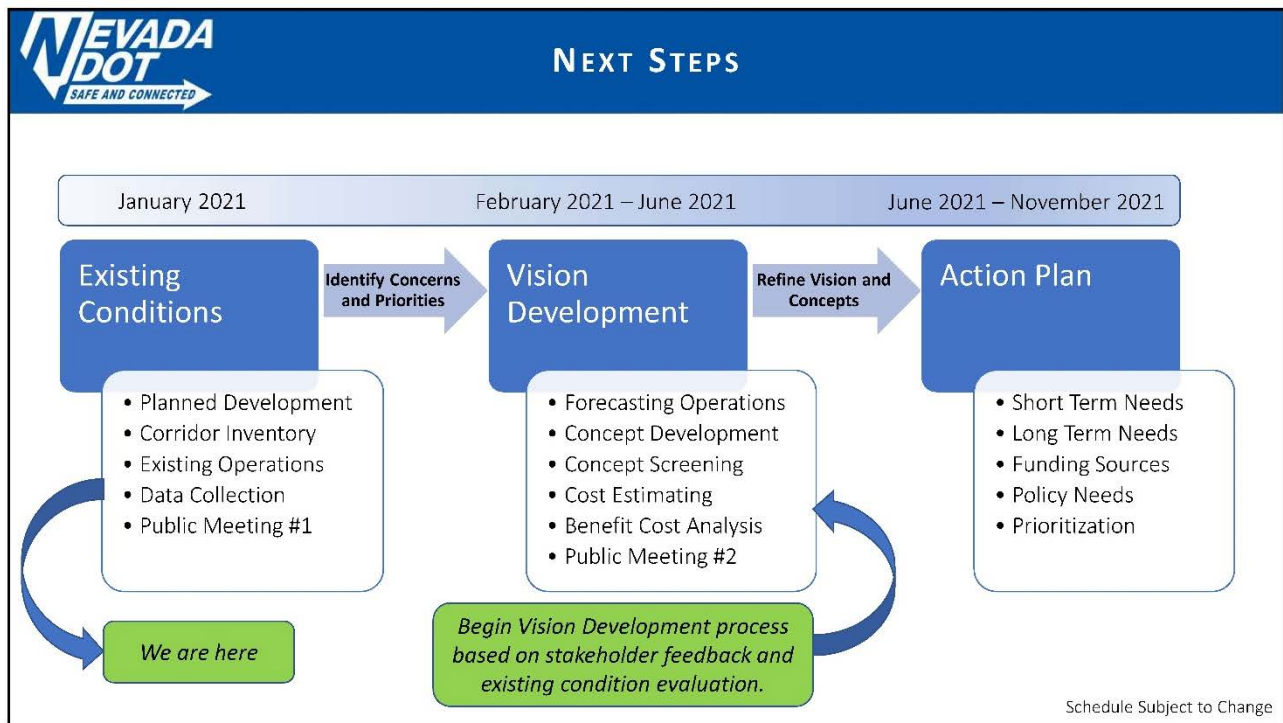 NEVADA
DOT
SAFE AND CONNECTED
NEXT STEPS
January 2021
February 2021 – June 2021
June 2021 – November 2021
Existing
Conditions
Identify Concerns
and Priorities
Vision
Development
Refine Vision and
Concepts
Action Plan
• Planned Development
• Corridor Inventory
• Existing Operations
• Data Collection
• Public Meeting #1
• Forecasting Operations
• Concept Development
• Concept Screening
• Cost Estimating
• Benefit Cost Analysis
• Public Meeting #2
• Short Term Needs
• Long Term Needs
• Funding Sources
• Policy Needs
• Prioritization
We are here
Begin Vision Development process
based on stakeholder feedback and
existing condition evaluation.
Schedule Subject to Change